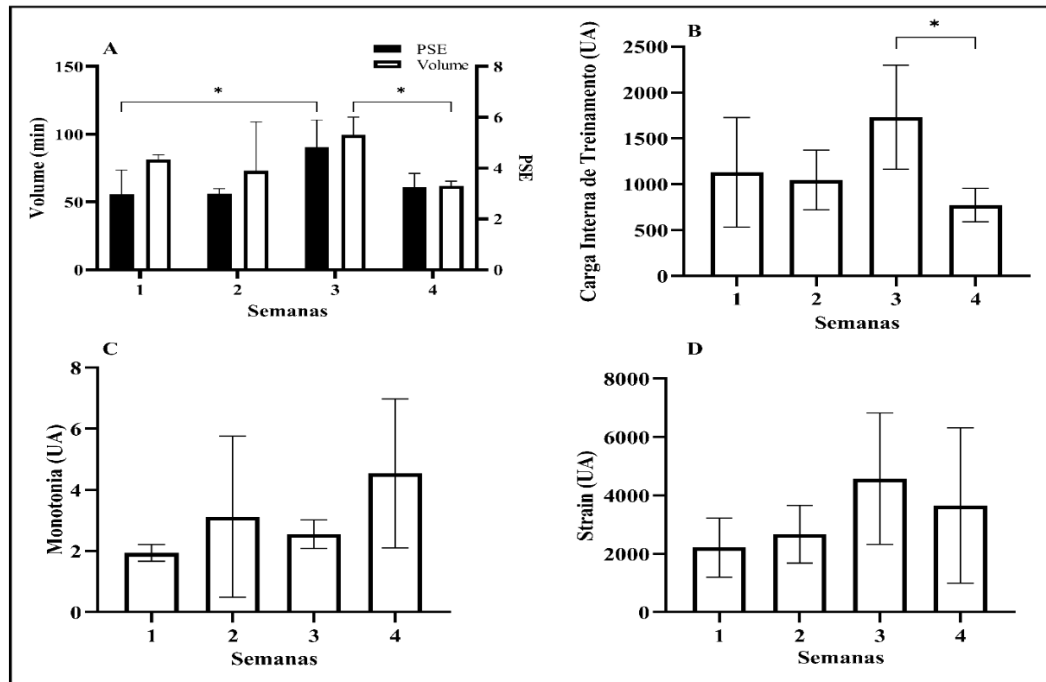 A
PSE
Volume
150
100
50
0
Volume (min)
8
6
4
2
0
PSE
*
*
1 2 3 4
Semanas
B
2500
2000
1500
1000
500
0
Carga Interna de Treinamento (UA)
*
1 2 3 4
Semanas
C
8
6
4
2
0
Monotonia (UA)
1 2 3 4
Semanas
D
8000
6000
4000
2000
0
Strain (UA)
1 2 3 4
Semanas